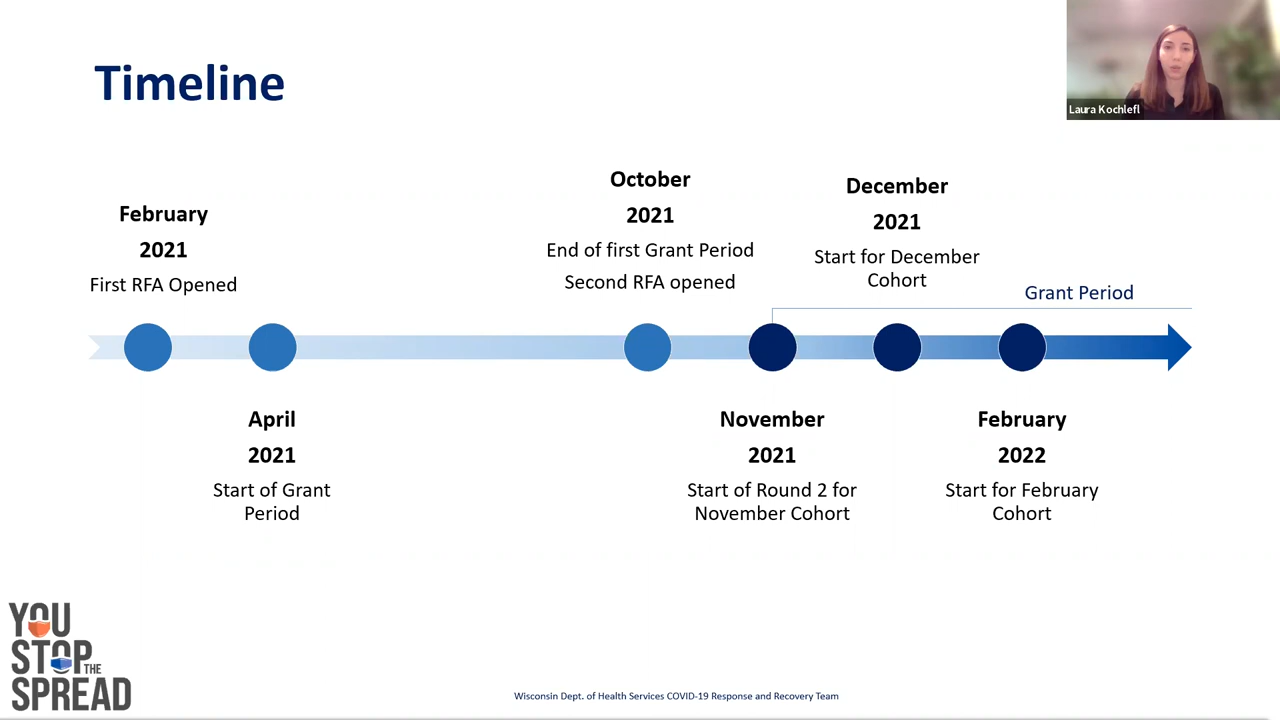 Timeline
Laura Kochlefl
February
2021
First RFA Opened
October
2021
End of first Grant Period
Second RFA opened
December
2021
Start for December
Cohort
Grant Period
April
2021
Start of Grant
Period
November
2021
Start of Round 2 for
November Cohort
February
2022
Start for February
Cohort
YOU
STOP THE
SPREAD
Wisconsin Dept. of Health Services COVID-19 Response and Recovery Team